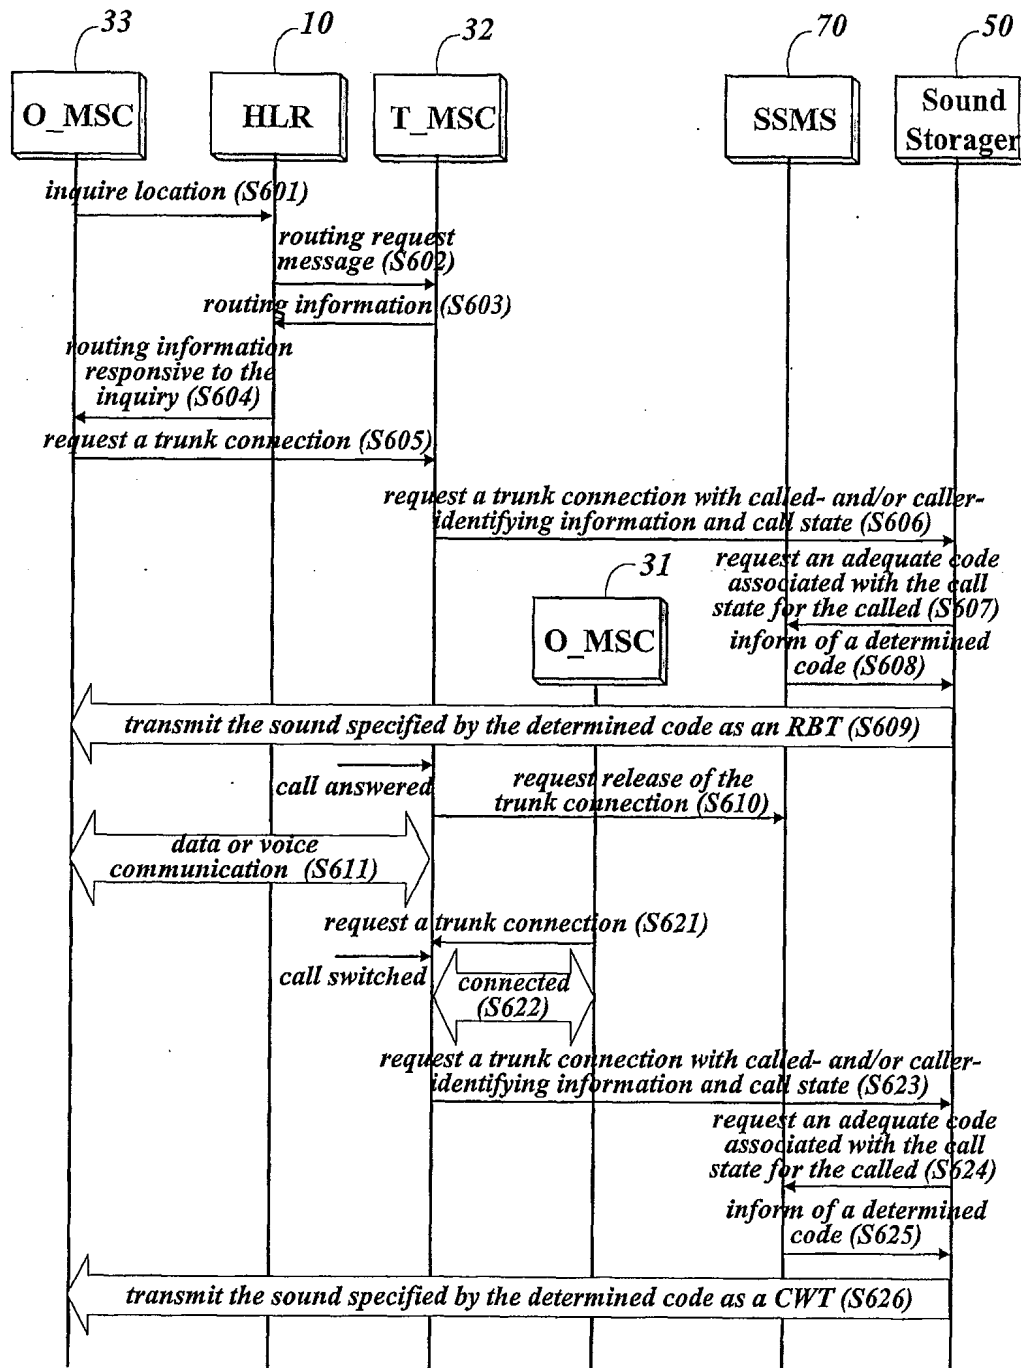 33
10
32
70
50
O_MSC
HLR
T_MSC
SSMS
Sound
Storager
inquire location (S601)
routing request
message (S602)
routing information (S603)
routing information
responsive to the
inquiry (S604)
request a trunk connection (S605)
request a trunk connection with called- and/or caller-
identifying information and call state (S606)
request an adequate code
associated with the call
state for the called (S607)
31
O_MSC
inform of a determined
code (S608)
transmit the sound specified by the determined code as an RBT (S609)
call answered
request release of the
trunk connection (S610)
data or voice
communication (S611)
request a trunk connection (S621)
call switched
connected
(S622)
request a trunk connection with called- and/or caller-
identifying information and call state (S623)
request an adequate code
associated with the call
state for the called (S624)
inform of a determined
code (S625)
transmit the sound specified by the determined code as a CWT (S626)